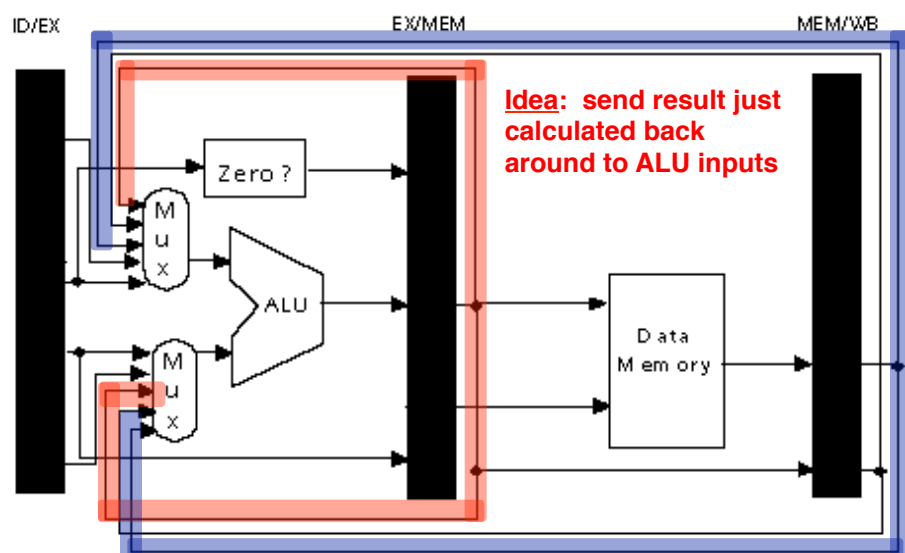 ID/EX
EX/MEM
MEM/WB
Idea: send result just
calculated back
around to ALU inputs
Zero ?
M
u
x
ALU
Data
Memory
M
u
x